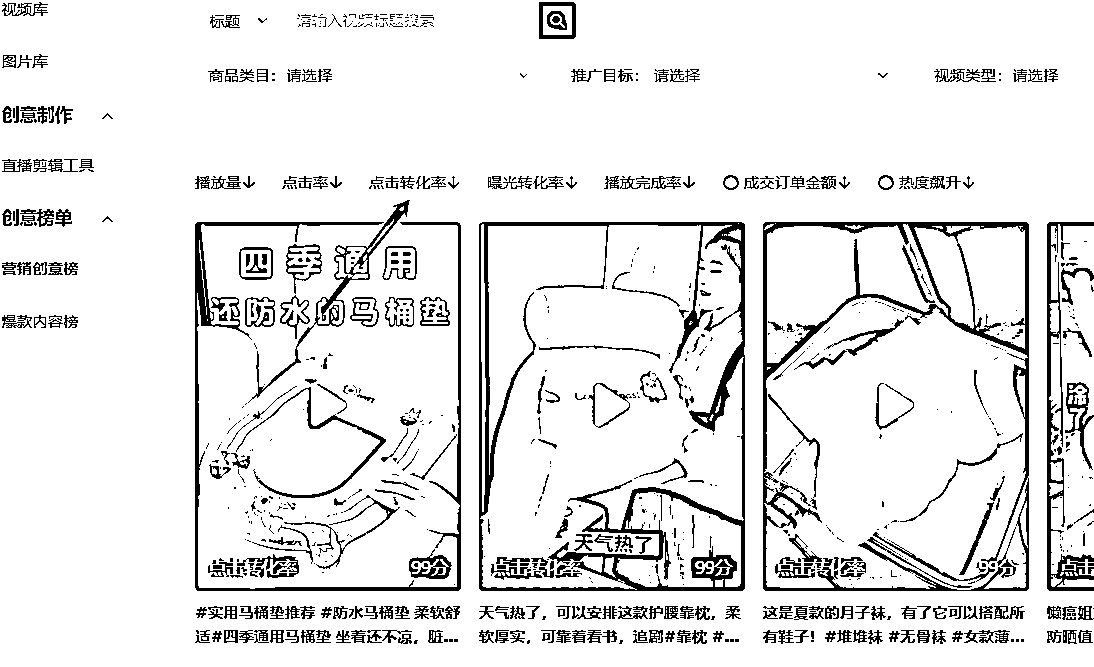 视频库
标题
请输入视频标题搜索
图片库
商品类目：请选择
推广目标：请选择
视频类型：请选择
创意制作
直播剪辑工具
播放量↓ 点击率↓ 点击转化率↓ 曝光转化率↓ 播放完成率↓ 成交订单金额↓ 热度飙升↓
创意榜单
营销创意榜
爆款内容榜
四季通用
还防水的马桶垫
天气热了
点击转化率 99分
点击转化率 99分
点击转化率 99分
点击
#实用马桶垫推荐 #防水马桶垫 柔软舒
适#四季通用马桶垫 坐着还不凉，脏...
天气热了，可以安排这款护腰靠枕，柔
软厚实，可靠着看书，追剧#靠枕 #...
这是夏款的月子袜，有了它可以搭配所
有鞋子！#堆堆袜 #无骨袜 #女款薄...
懒癌姐
防晒值